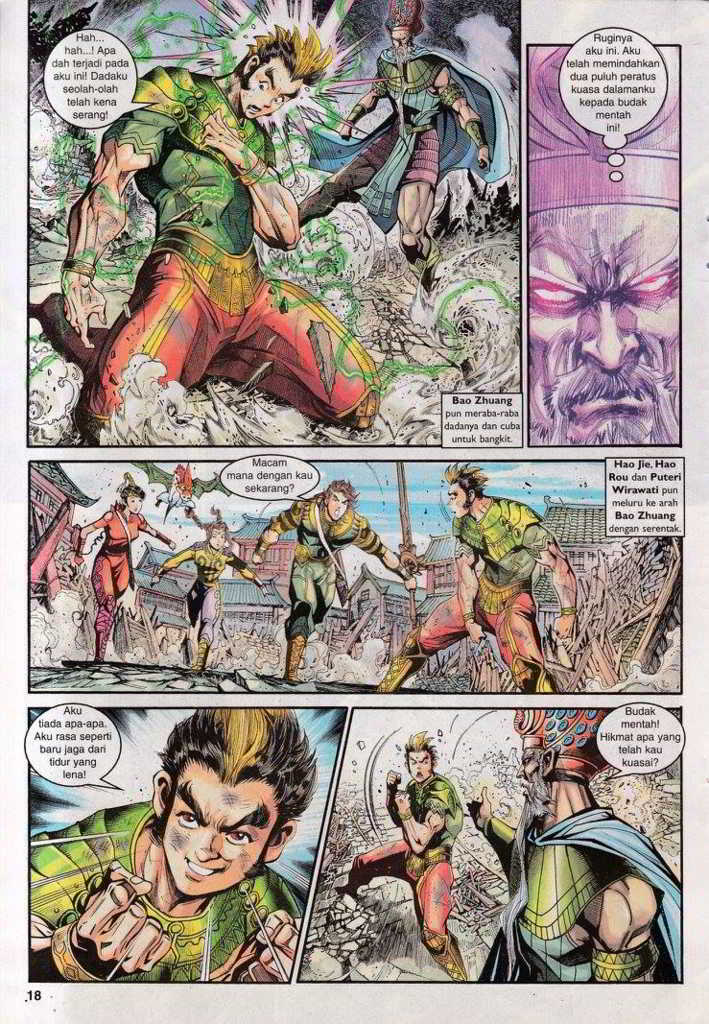 Hah...
hah...! Apa
dah terjadi pada
aku ini! Dadaku
seolah-olah
telah kena
serang!
Bao Zhuang
pun meraba-raba
dadanya dan cuba
untuk bangkit.
Ruginya
aku ini. Aku
telah memindahkan
dua puluh peratus
kuasa dalamanku
kepada budak
mentah
ini!
Macam
mana dengan kau
sekarang?
Hao Jie, Hao
Rou dan Puteri
Wirawati pun
meluru ke arah
Bao Zhuang
dengan serentak.
Aku
tiada apa-apa.
Aku rasa seperti
baru jaga dari
tidur yang
lena!
Budak
mentah!
Hikmat apa yang
telah kau
kuasai?
18